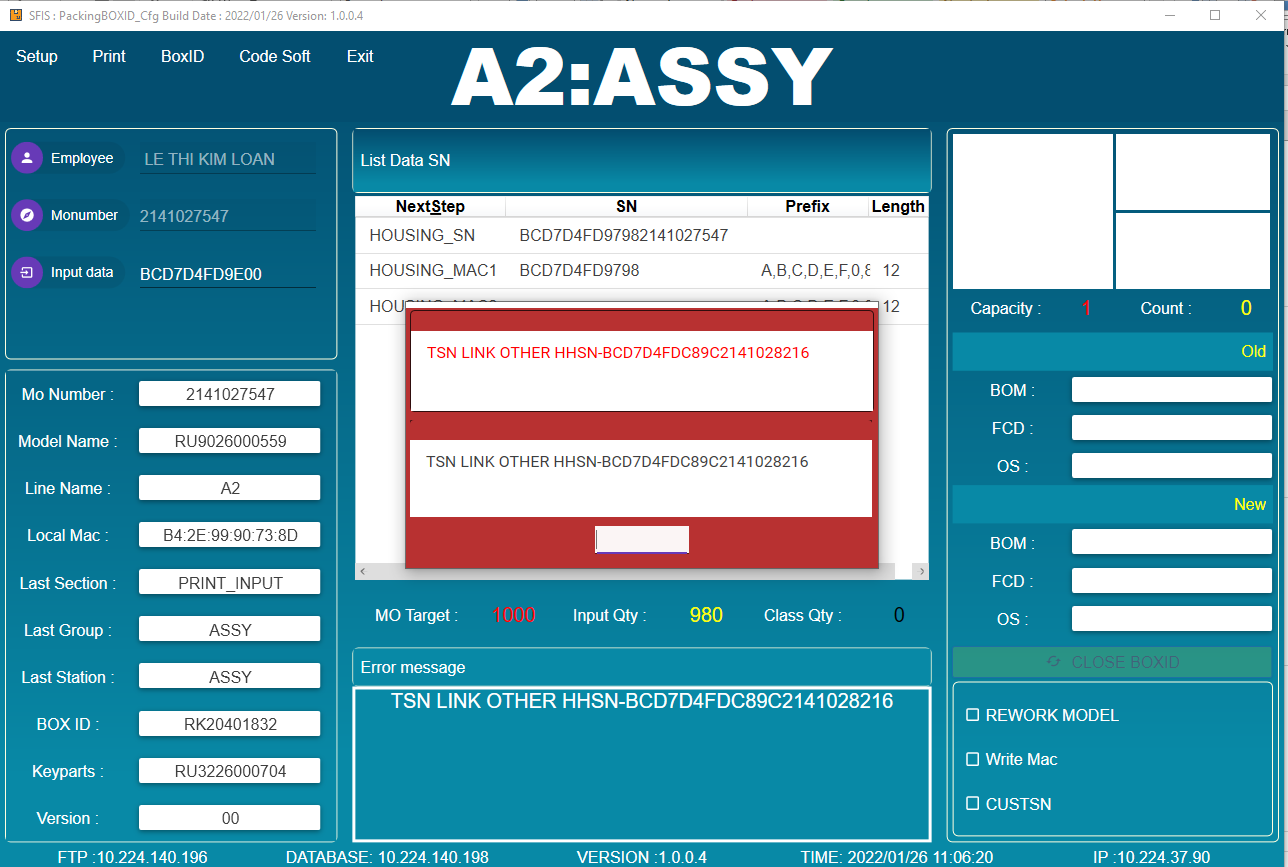 SFIS : PackingBOXID_Cfg Build Date : 2022/01/26 Version: 1.0.0.4
Setup Print BoxID Code Soft Exit
A2:ASSY
Employee LE THI KIM LOAN
Monumber 2141027547
Input data BCD7D4FD9E00
Mo Number : 2141027547
Model Name : RU9026000559
Line Name : A2
Local Mac : B4:2E:99:90:73:8D
Last Section : PRINT_INPUT
Last Group : ASSY
Last Station : ASSY
BOX ID : RK20401832
Keyparts : RU3226000704
Version : 00
List Data SN
NextStep SN Prefix Length
HOUSING_SN BCD7D4FD97982141027547
HOUSING_MAC1 BCD7D4FD9798 A,B,C,D,E,F,0,8 12
12
TSN LINK OTHER HHSN-BCD7D4FDC89C2141028216
TSN LINK OTHER HHSN-BCD7D4FDC89C2141028216
MO Target : 1000 Input Qty : 980 Class Qty : 0
Error message
TSN LINK OTHER HHSN-BCD7D4FDC89C2141028216
Capacity : 1 Count : 0
Old
BOM :
FCD :
OS :
New
BOM :
FCD :
OS :
CLOSE BOXID
REWORK MODEL
Write Mac
CUSTSN
FTP :10.224.140.196 DATABASE: 10.224.140.198 VERSION :1.0.0.4 TIME: 2022/01/26 11:06:20 IP :10.224.37.90